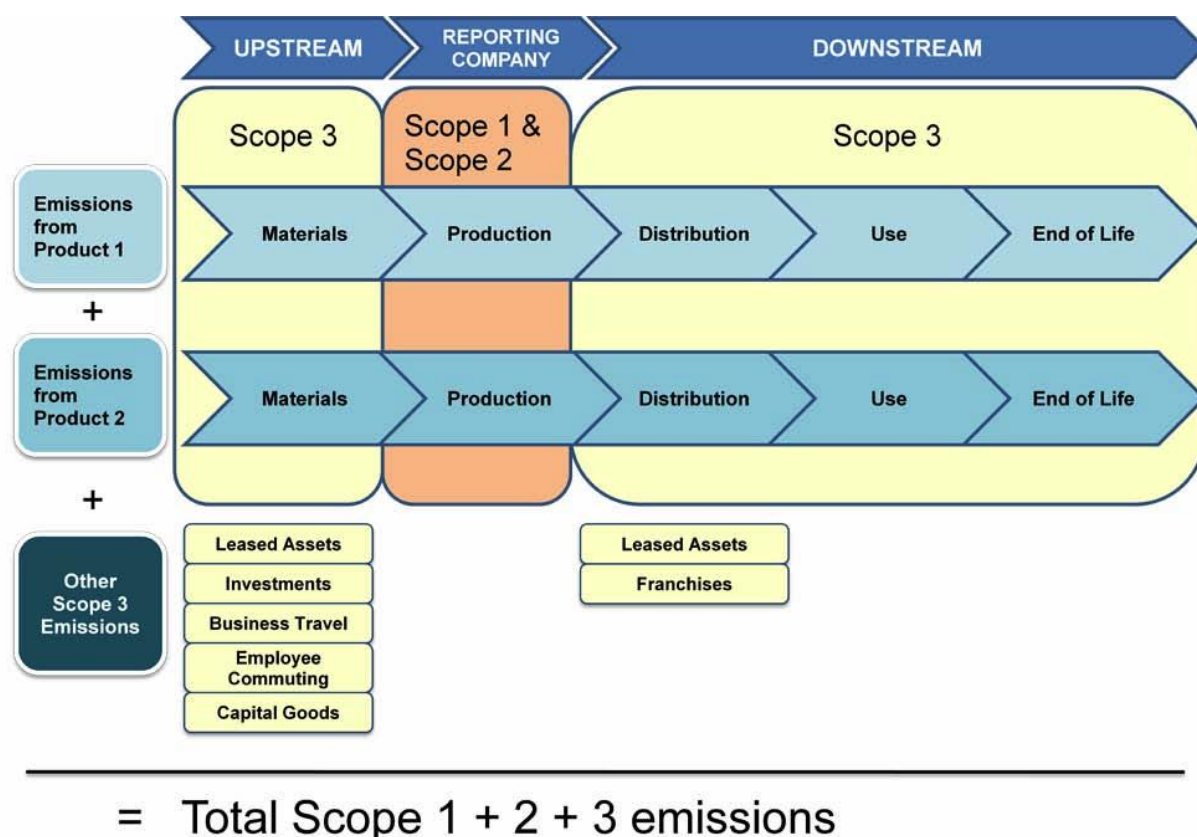 UPSTREAM
REPORTING
COMPANY
DOWNSTREAM
Scope 3
Scope 1 &
Scope 2
Scope 3
Emissions
from
Product 1
Materials
Production
Distribution
Use
End of Life
+
Emissions
from
Product 2
Materials
Production
Distribution
Use
End of Life
+
Other
Scope 3
Emissions
Leased Assets
Investments
Business Travel
Employee
Commuting
Capital Goods
Leased Assets
Franchises
= Total Scope 1 + 2 + 3 emissions